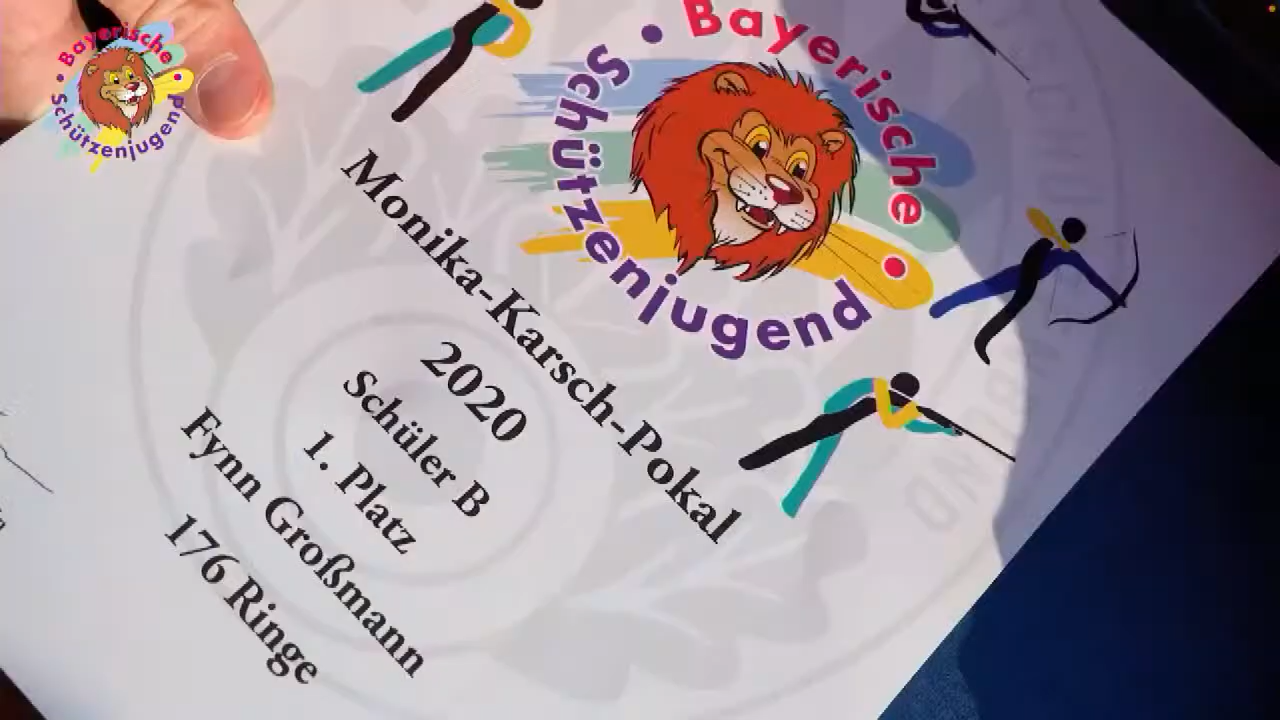 Bayerische
Schützenjugend
Bayerische
Schützenjugend
Monika-Karsch-Pokal
2020
Schüler B
1. Platz
Fynn Großmann
176 Ringe